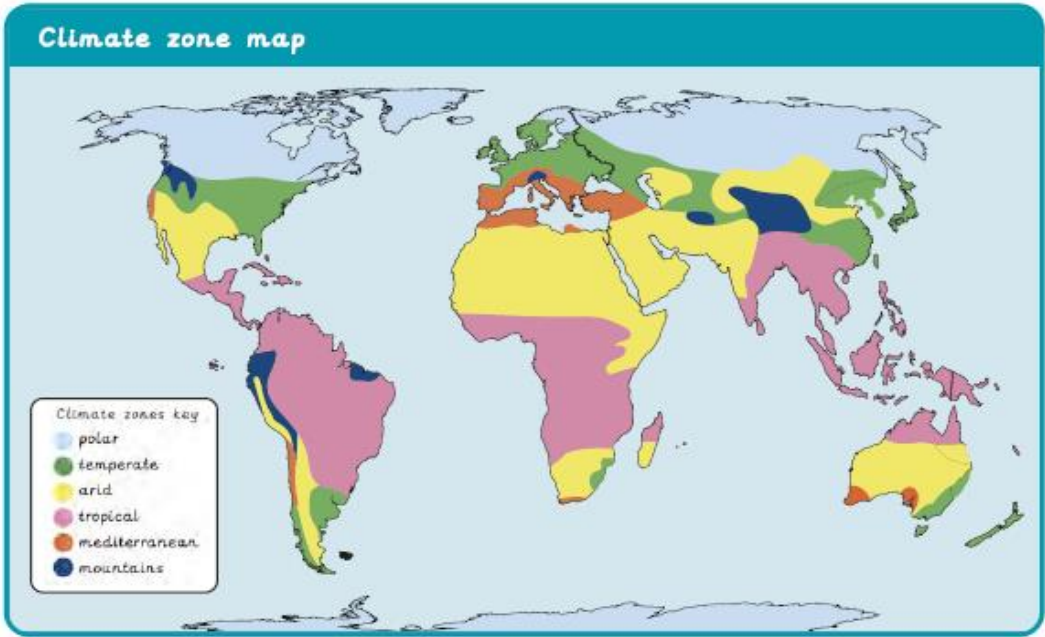 Climate zone map
Climate zones key
polar
temperate
arid
tropical
mediterranean
mountains